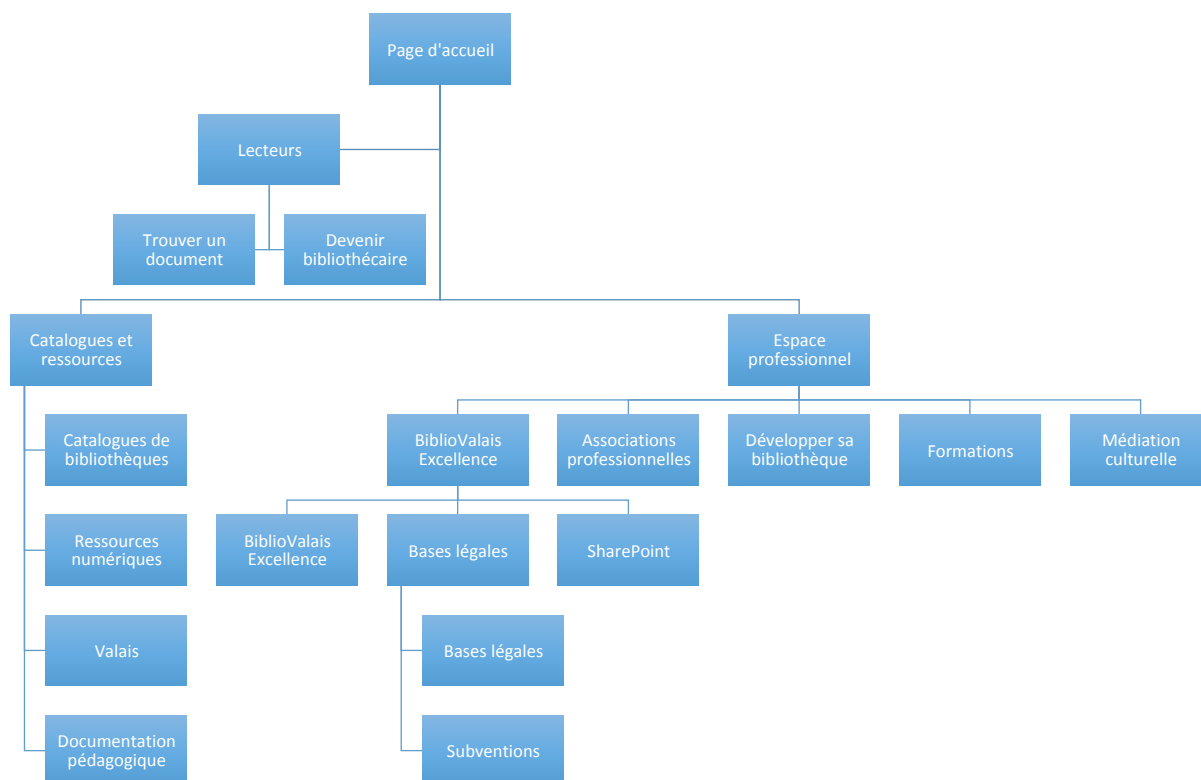 Page d'accueil
Lecteurs
Trouver un
document
Devenir
bibliothécaire
Catalogues et
ressources
Espace
professionnel
Catalogues de
bibliothèques
BiblioValais
Excellence
Associations
professionnelles
Développer sa
bibliothèque
Formations
Médiation
culturelle
Ressources
numériques
BiblioValais
Excellence
Bases légales
SharePoint
Valais
Bases légales
Documentation
pédagogique
Subventions